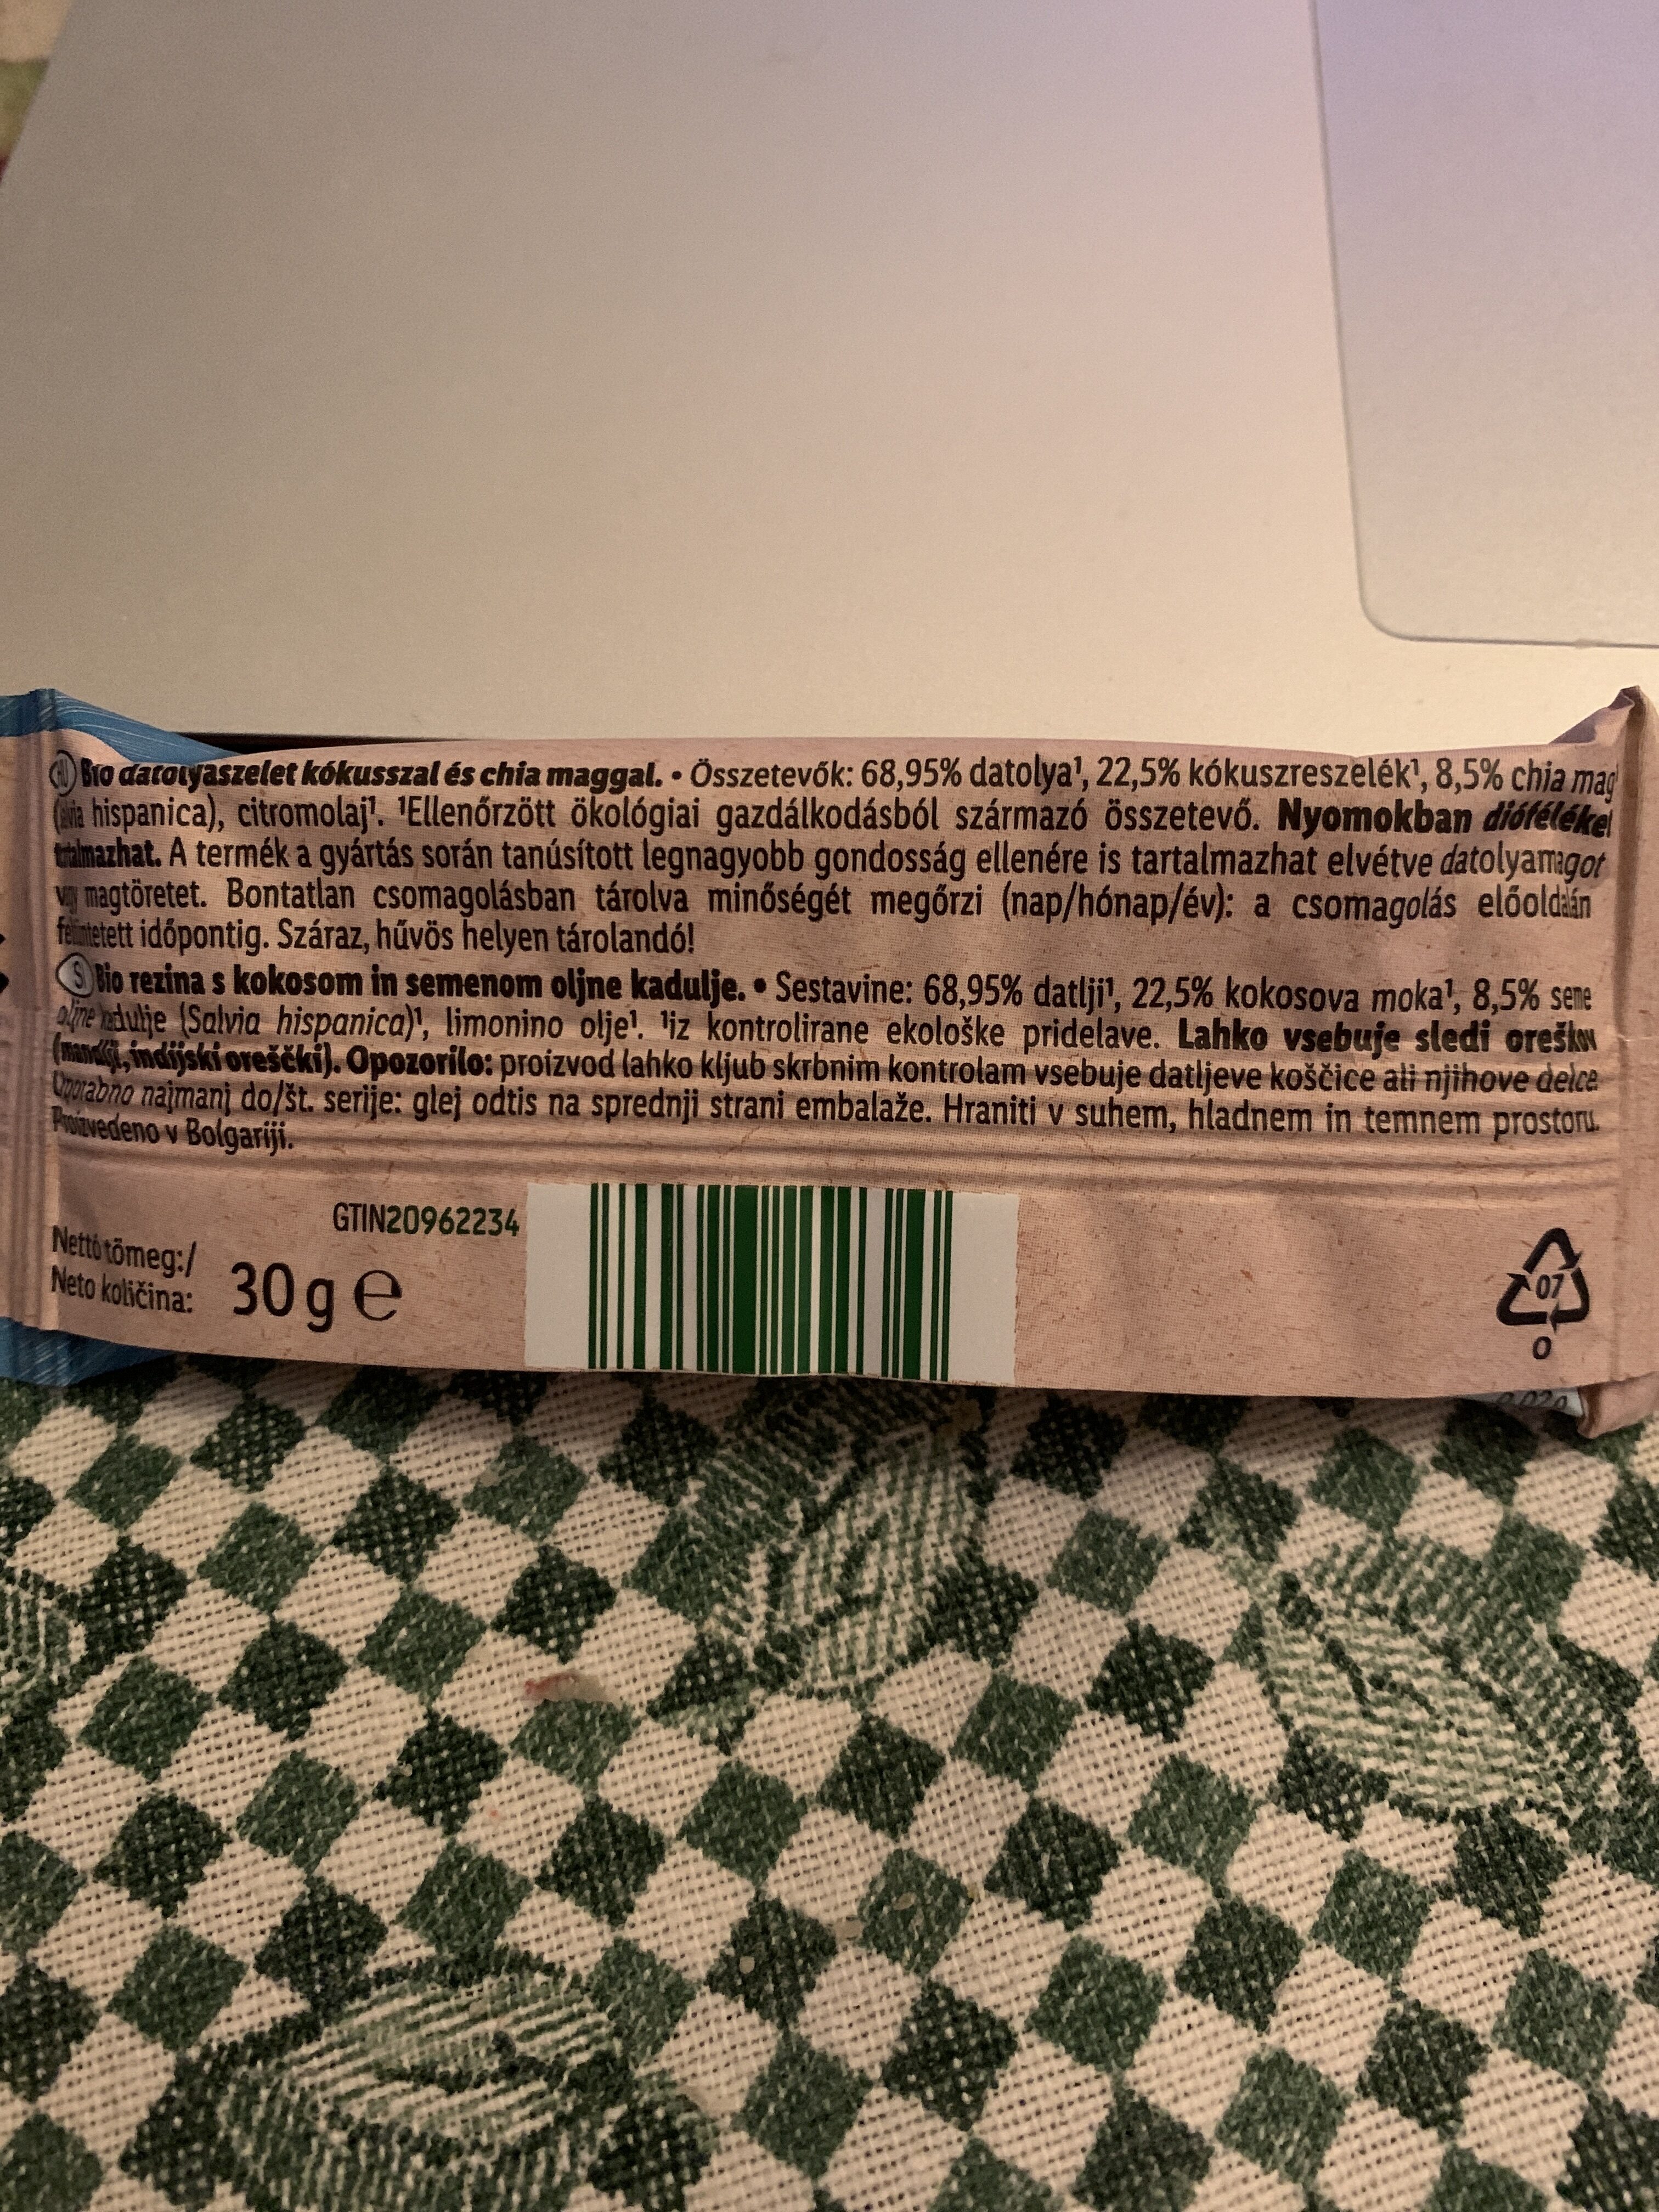 HU Bio datolyaszelet kókusszal és chia maggal. • Összetevők: 68,95% datolya¹, 22,5% kókuszreszelék¹, 8,5% chia mag
hispanica), citromolaj¹. ¹Ellenőrzött ökológiai gazdálkodásból származó összetevő. Nyomokban dióféléket
tartalmazhat. A termék a gyártás során tanúsított legnagyobb gondosság ellenére is tartalmazhat elvétve datolyamagot
vagy magtöretet. Bontatlan csomagolásban tárolva minőségét megőrzi (nap/hónap/év): a csomagolás előoldalán
feltüntetett időpontig. Száraz, hűvös helyen tárolandó!
Bio rezina s kokosom in semenom oljne kadulje. • Sestavine: 68,95% datlji¹, 22,5% kokosova moka¹, 8,5% seme
oljne kadulje (Salvia hispanica)¹, limonino olje¹. ¹iz kontrolirane ekološke pridelave. Lahko vsebuje sledi oreškov
(mandlji, indijski oreščki). Opozorilo: proizvod lahko kljub skrbnim kontrolam vsebuje datljeve koščice ali njihove delce
Uporabno najmanj do/št. serije: glej odtis na sprednji strani embalaže. Hraniti v suhem, hladnem in temnem prostoru.
Proizvedeno v Bolgariji.
GTIN20962234
Nettó tömeg:/
Neto količina:
30 g e
07
O